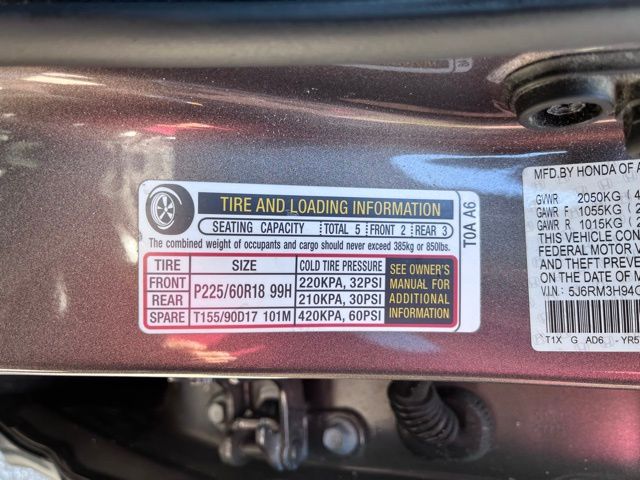 TIRE AND LOADING INFORMATION
SEATING CAPACITY TOTAL 5 FRONT 2 REAR 3
The combined weight of occupants and cargo should never exceed 385kg or 850lbs.
TIRE SIZE COLD TIRE PRESSURE SEE OWNER'S MANUAL FOR ADDITIONAL INFORMATION
FRONT P225/60R18 99H 220KPA, 32PSI
REAR 210KPA, 30PSI
SPARE T155/90D17 101M 420KPA, 60PSI
T0A A6
MFD.BY HONDA OF
GVWR 2050KG
GAWR F 1055KG
GAWR R 1015KG
THIS VEHICLE CON
FEDERAL MOTOR
AND THEFT PREVE
ON THE DATE OF M
V.I.N.: 5J6RM3H94
T1X G AD6 -YR5